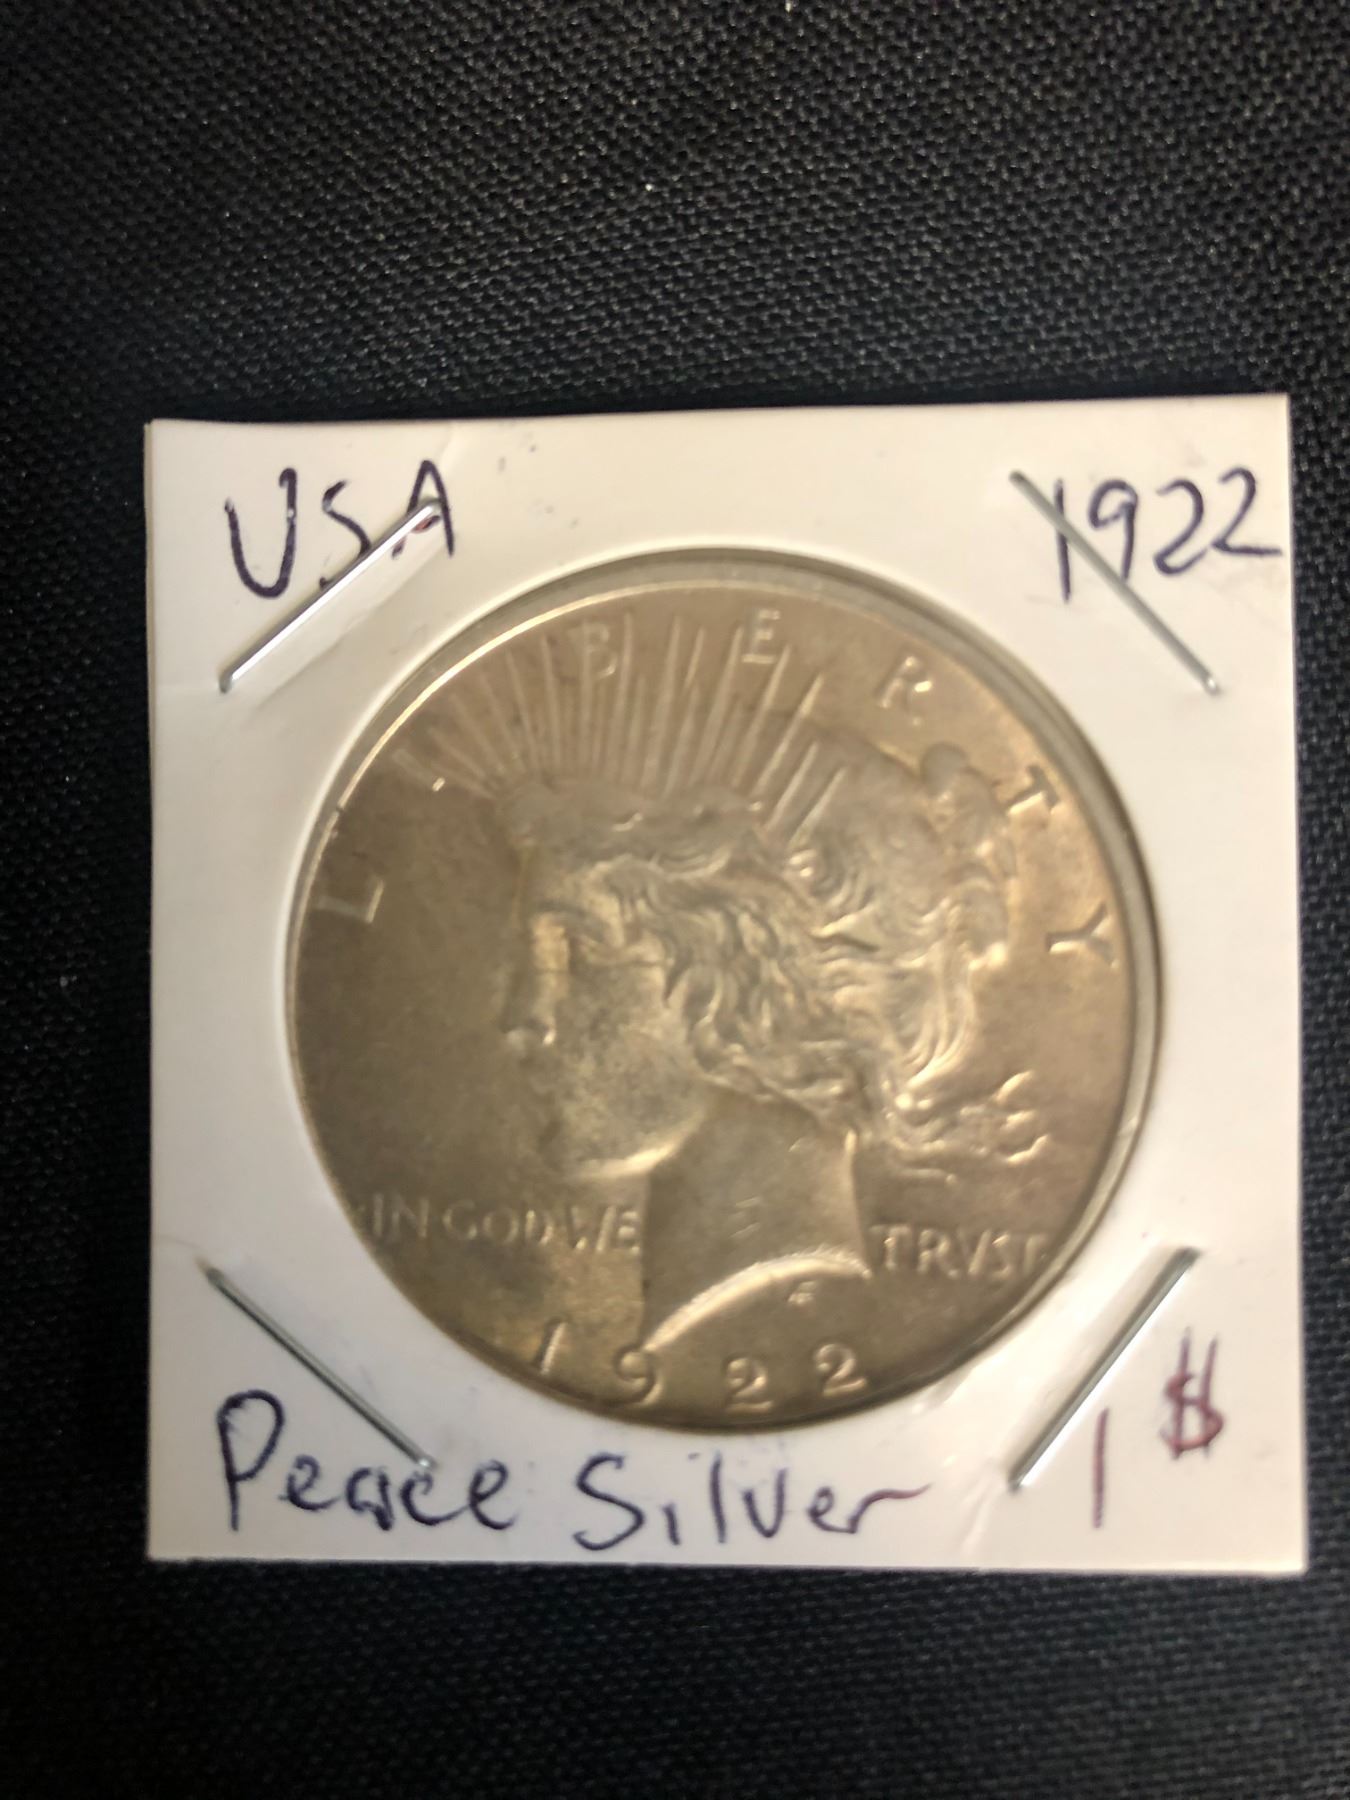 USA 1922
LIBERTY
IN GOD WE TRVST
1922
Peace Silver 1$